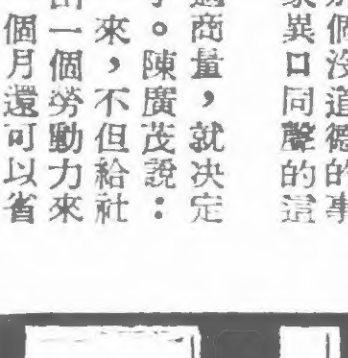 個沒道德的事
家異口同聲的這
商量，就決定
。陳廣茂說：
來，不但給社
一個勞動力來
個月還可以省